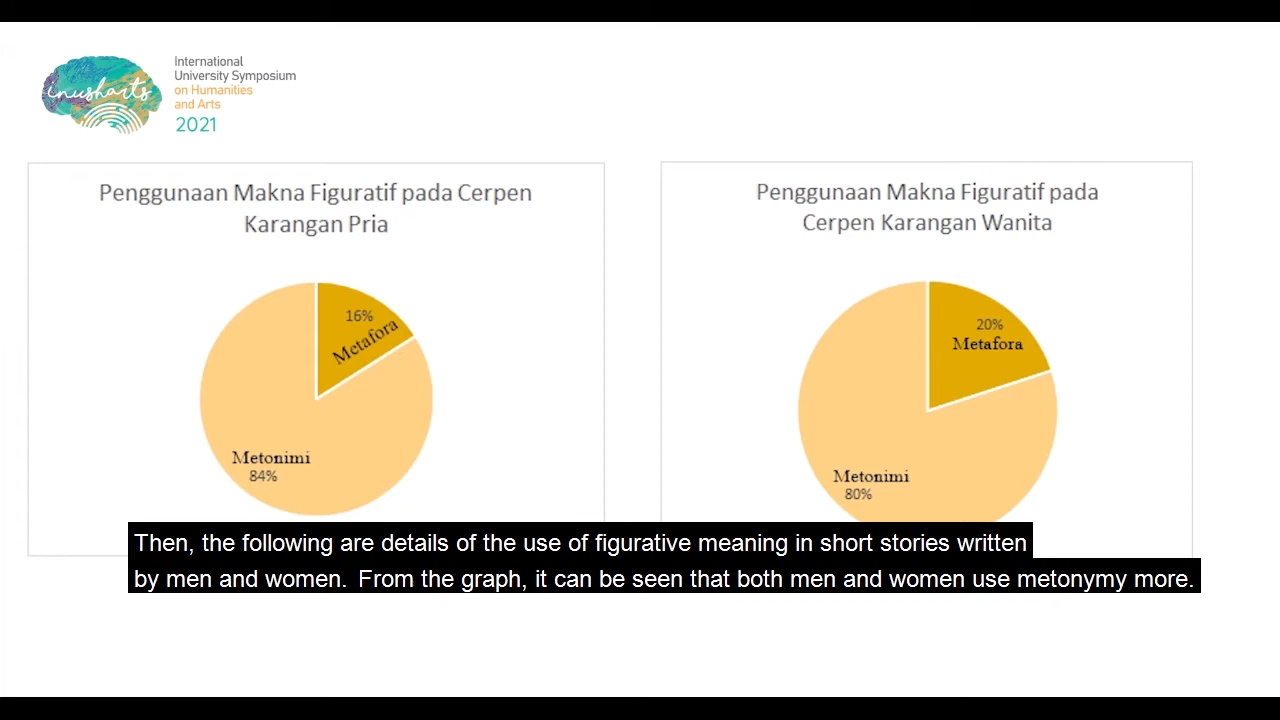 inusharts
International
University Symposium
on Humanities
and Arts
2021
Penggunaan Makna Figuratif pada Cerpen
Karangan Pria
16%
Metafora
Metonimi
84%
Penggunaan Makna Figuratif pada
Cerpen Karangan Wanita
20%
Metafora
Metonimi
80%
Then, the following are details of the use of figurative meaning in short stories written
by men and women. From the graph, it can be seen that both men and women use metonymy more.